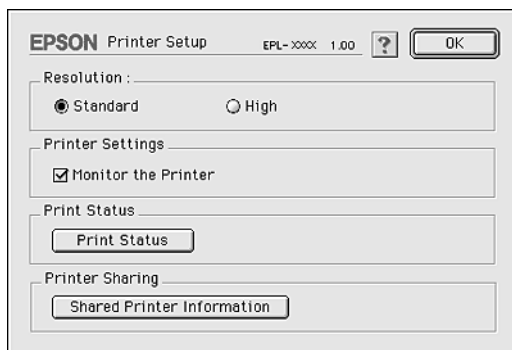 EPSON Printer Setup EPL-XXXX 1.00 ? OK
Resolution :
Standard High
Printer Settings
Monitor the Printer
Print Status
Print Status
Printer Sharing
Shared Printer Information